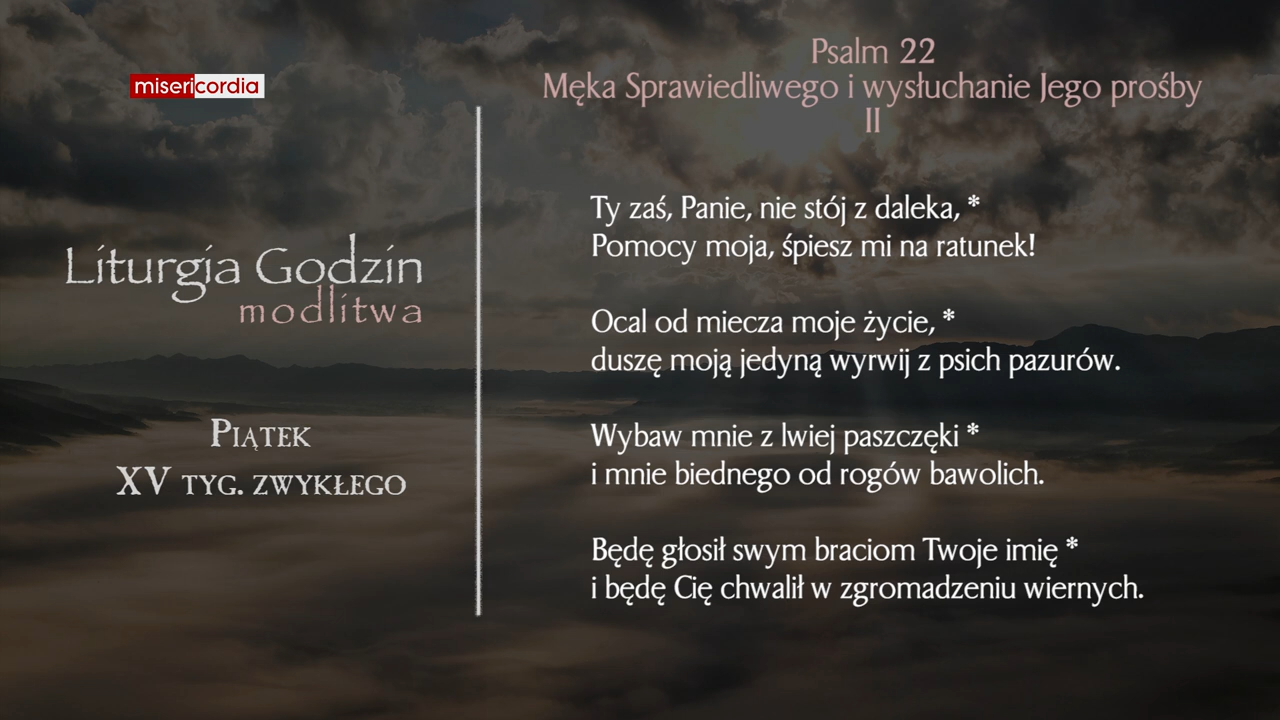 misericordia
Liturgia Godzin
modlitwa
Piątek
XV tyg. zwykłego
Psalm 22
Męka Sprawiedliwego i wysłuchanie Jego prośby
II
Ty zaś, Panie, nie stój z daleka, *
Pomocy moja, śpiesz mi na ratunek!
Ocal od miecza moje życie, *
duszę moją jedyną wyrwij z psich pazurów.
Wybaw mnie z lwiej paszczęki *
i mnie biednego od rogów bawolich.
Będę głosił swym braciom Twoje imię *
i będę Cię chwalił w zgromadzeniu wiernych.